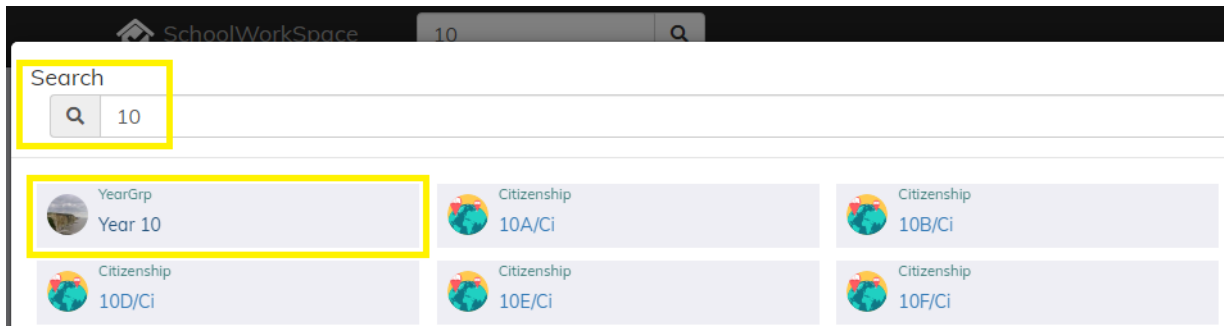 SchoolWorkSpace 10
Search
10
YearGrp Citizenship Citizenship
Year 10 10A/Ci 10B/Ci
Citizenship Citizenship Citizenship
10D/Ci 10E/Ci 10F/Ci